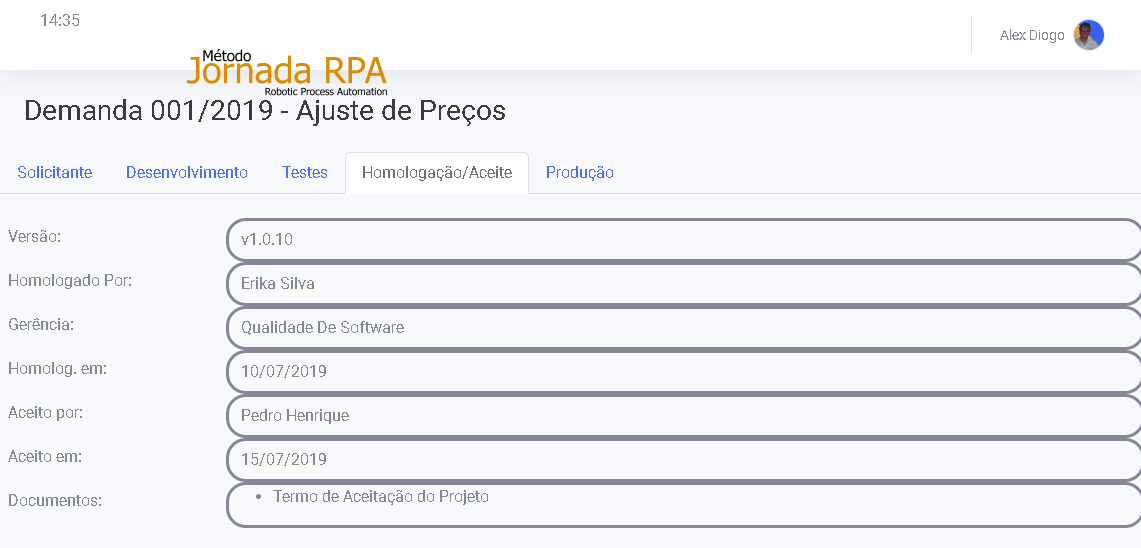 14:35
Alex Diogo
Método
Jornada RPA
Robotic Process Automation
Demanda 001/2019 - Ajuste de Preços
Solicitante Desenvolvimento Testes Homologação/Aceite Produção
Versão: v1.0.10
Homologado Por: Erika Silva
Gerência: Qualidade De Software
Homolog. em: 10/07/2019
Aceito por: Pedro Henrique
Aceito em: 15/07/2019
Documentos: • Termo de Aceitação do Projeto